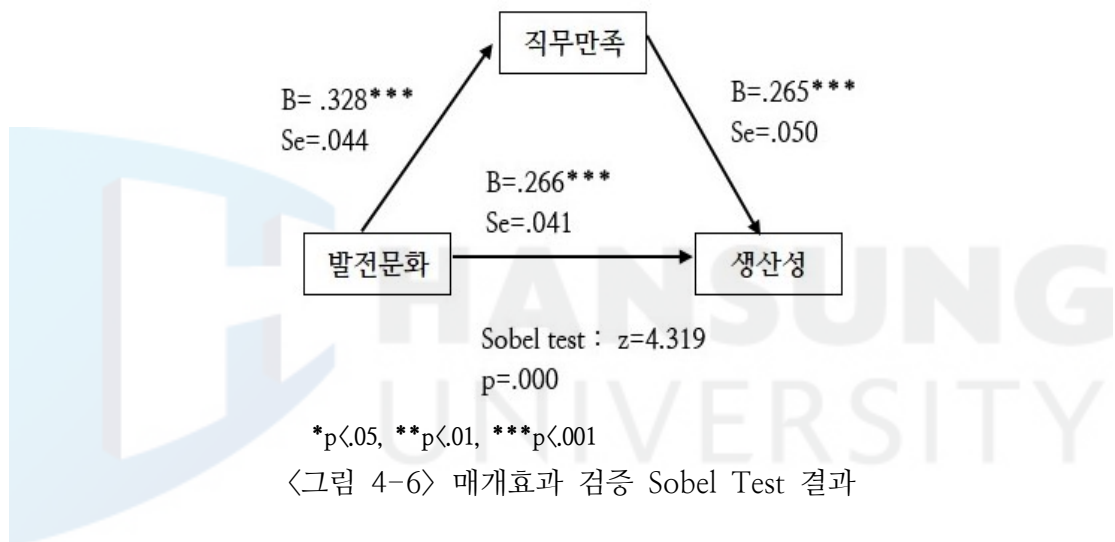 직무만족
B= .328***
Se=.044
B=.265***
Se=.050
B=.266***
Se=.041
발전문화
생산성
HANSUNG
UNIVERSITY
Sobel test : z=4.319
p=.000
*p<.05, **p<.01, ***p<.001
<그림 4-6> 매개효과 검증 Sobel Test 결과